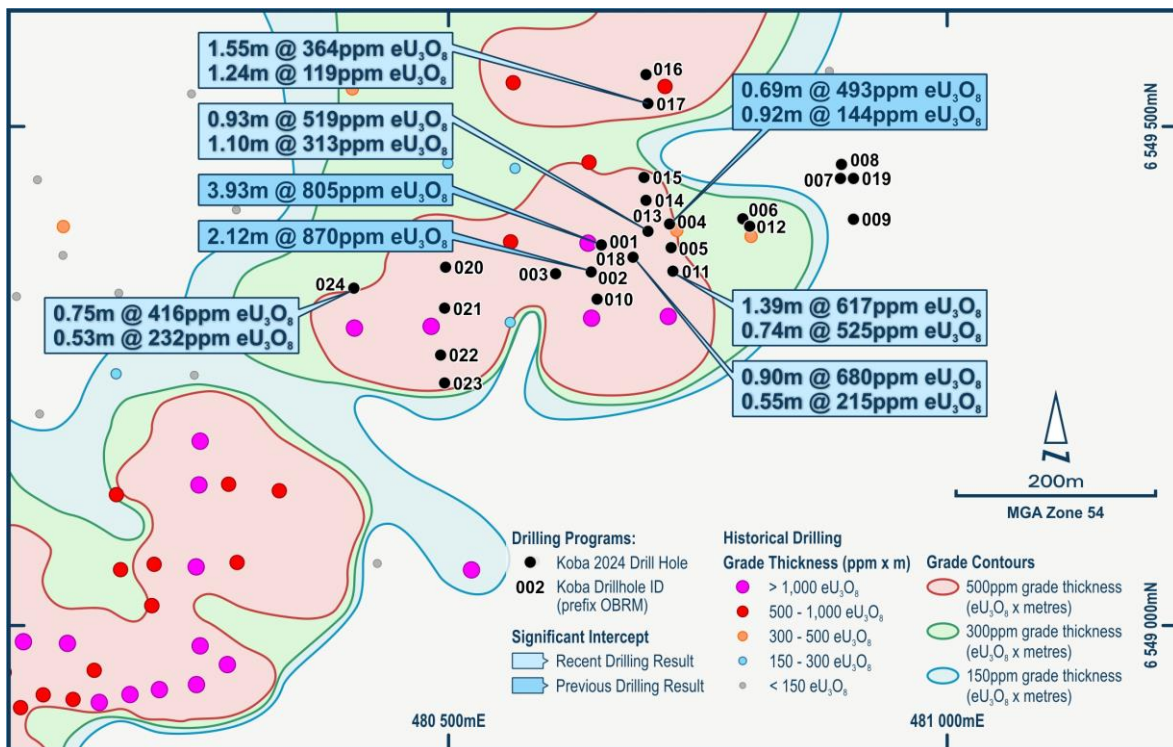 1.55m @ 364ppm eU₃O₈
1.24m @ 119ppm eU₃O₈
0.93m @ 519ppm eU₃O₈
1.10m @ 313ppm eU₃O₈
3.93m @ 805ppm eU₃O₈
2.12m @ 870ppm eU₃O₈
0.75m @ 416ppm eU₃O₈
0.53m @ 232ppm eU₃O₈
0.69m @ 493ppm eU₃O₈
0.92m @ 144ppm eU₃O₈
1.39m @ 617ppm eU₃O₈
0.74m @ 525ppm eU₃O₈
0.90m @ 680ppm eU₃O₈
0.55m @ 215ppm eU₃O₈
016
017
015
014
013
004
001
018
005
003
002
011
010
006
012
008
007
019
009
020
024
021
022
023
6 549 500mN
6 549 000mN
480 500mE
481 000mE
N
200m
MGA Zone 54
Drilling Programs:
Koba 2024 Drill Hole
002 Koba Drillhole ID
(prefix OBRM)
Significant Intercept
Recent Drilling Result
Previous Drilling Result
Historical Drilling
Grade Thickness (ppm x m)
> 1,000 eU₃O₈
500 - 1,000 eU₃O₈
300 - 500 eU₃O₈
150 - 300 eU₃O₈
< 150 eU₃O₈
Grade Contours
500ppm grade thickness
(eU₃O₈ x metres)
300ppm grade thickness
(eU₃O₈ x metres)
150ppm grade thickness
(eU₃O₈ x metres)